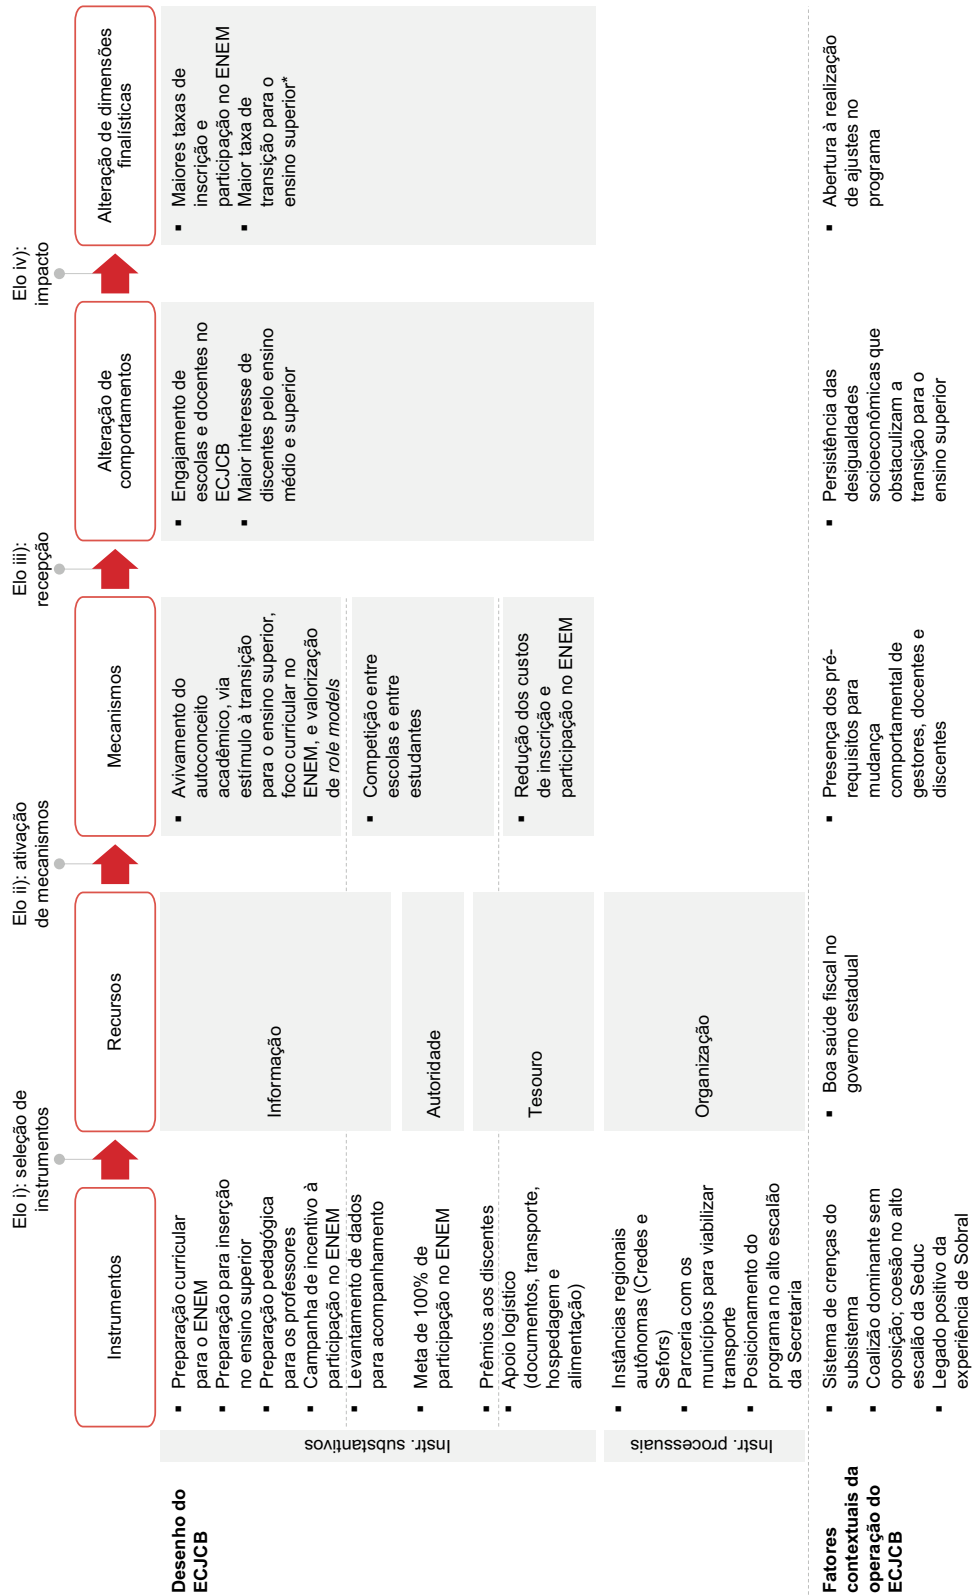 Elo i): seleção de
instrumentos
Elo ii): ativação
de mecanismos
Elo iii):
recepção
Elo iv):
impacto
Instrumentos
Recursos
Mecanismos
Alteração de
comportamentos
Alteração de dimensões
finalísticas
Desenho do
ECJCB
Instr. substantivos
▪ Preparação curricular
para o ENEM
▪ Preparação para inserção
no ensino superior
▪ Preparação pedagógica
para os professores
▪ Campanha de incentivo à
participação no ENEM
▪ Levantamento de dados
para acompanhamento
▪ Meta de 100% de
participação no ENEM
▪ Prêmios aos discentes
▪ Apoio logístico
(documentos, transporte,
hospedagem e
alimentação)
Instr. processuais
▪ Instâncias regionais
autônomas (Credes e
Sefors)
▪ Parceria com os
municípios para viabilizar
transporte
▪ Posicionamento do
programa no alto escalão
da Secretaria
Informação
Autoridade
Tesouro
Organização
▪ Avivamento do
autoconceito
acadêmico, via
estímulo à transição
para o ensino superior,
foco curricular no
ENEM, e valorização
de role models
▪ Competição entre
escolas e entre
estudantes
▪ Redução dos custos
de inscrição e
participação no ENEM
▪ Engajamento de
escolas e docentes no
ECJCB
▪ Maior interesse de
discentes pelo ensino
médio e superior
▪ Maiores taxas de
inscrição e
participação no ENEM
▪ Maior taxa de
transição para o
ensino superior*
Fatores
contextuais da
operação do
ECJCB
▪ Sistema de crenças do
subsistema
▪ Coalizão dominante sem
oposição; coesão no alto
escalão da Seduc
▪ Legado positivo da
experiência de Sobral
▪ Boa saúde fiscal no
governo estadual
▪ Presença dos pré-
requisitos para
mudança
comportamental de
gestores, docentes e
discentes
▪ Persistência das
desigualdades
socioeconômicas que
obstaculizam a
transição para o
ensino superior
▪ Abertura à realização
de ajustes no
programa